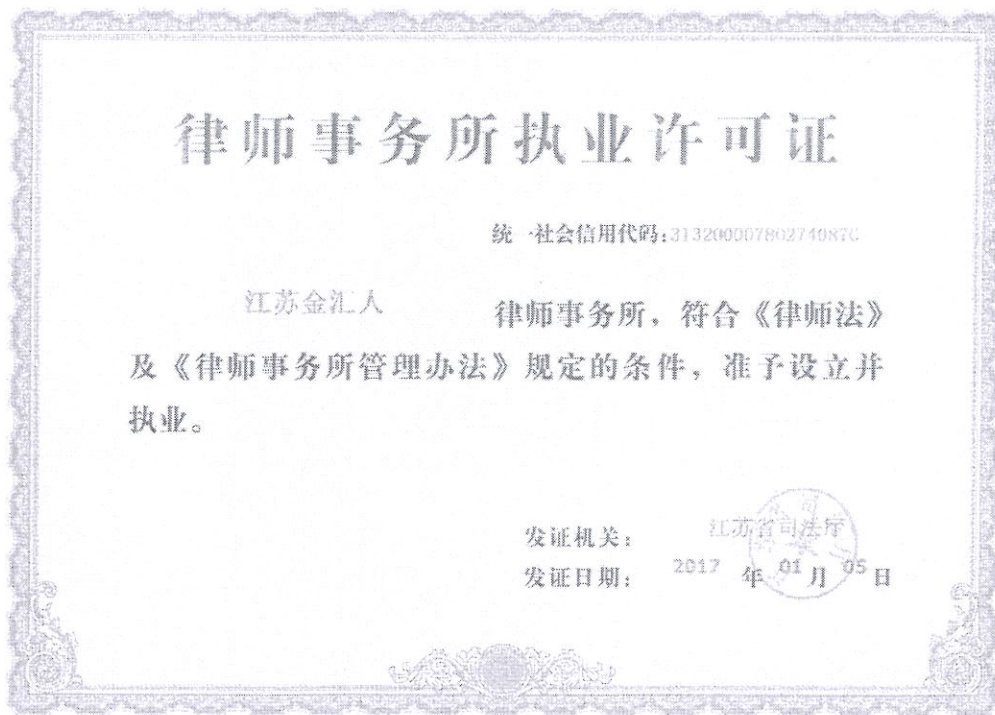 律师事务所执业许可证
统一社会信用代码:
江苏金汇人 律师事务所，符合《律师法》
及《律师事务所管理办法》规定的条件，准予设立并
执业。
发证机关： 江苏省司法厅
发证日期： 2017 年 01 月 05 日